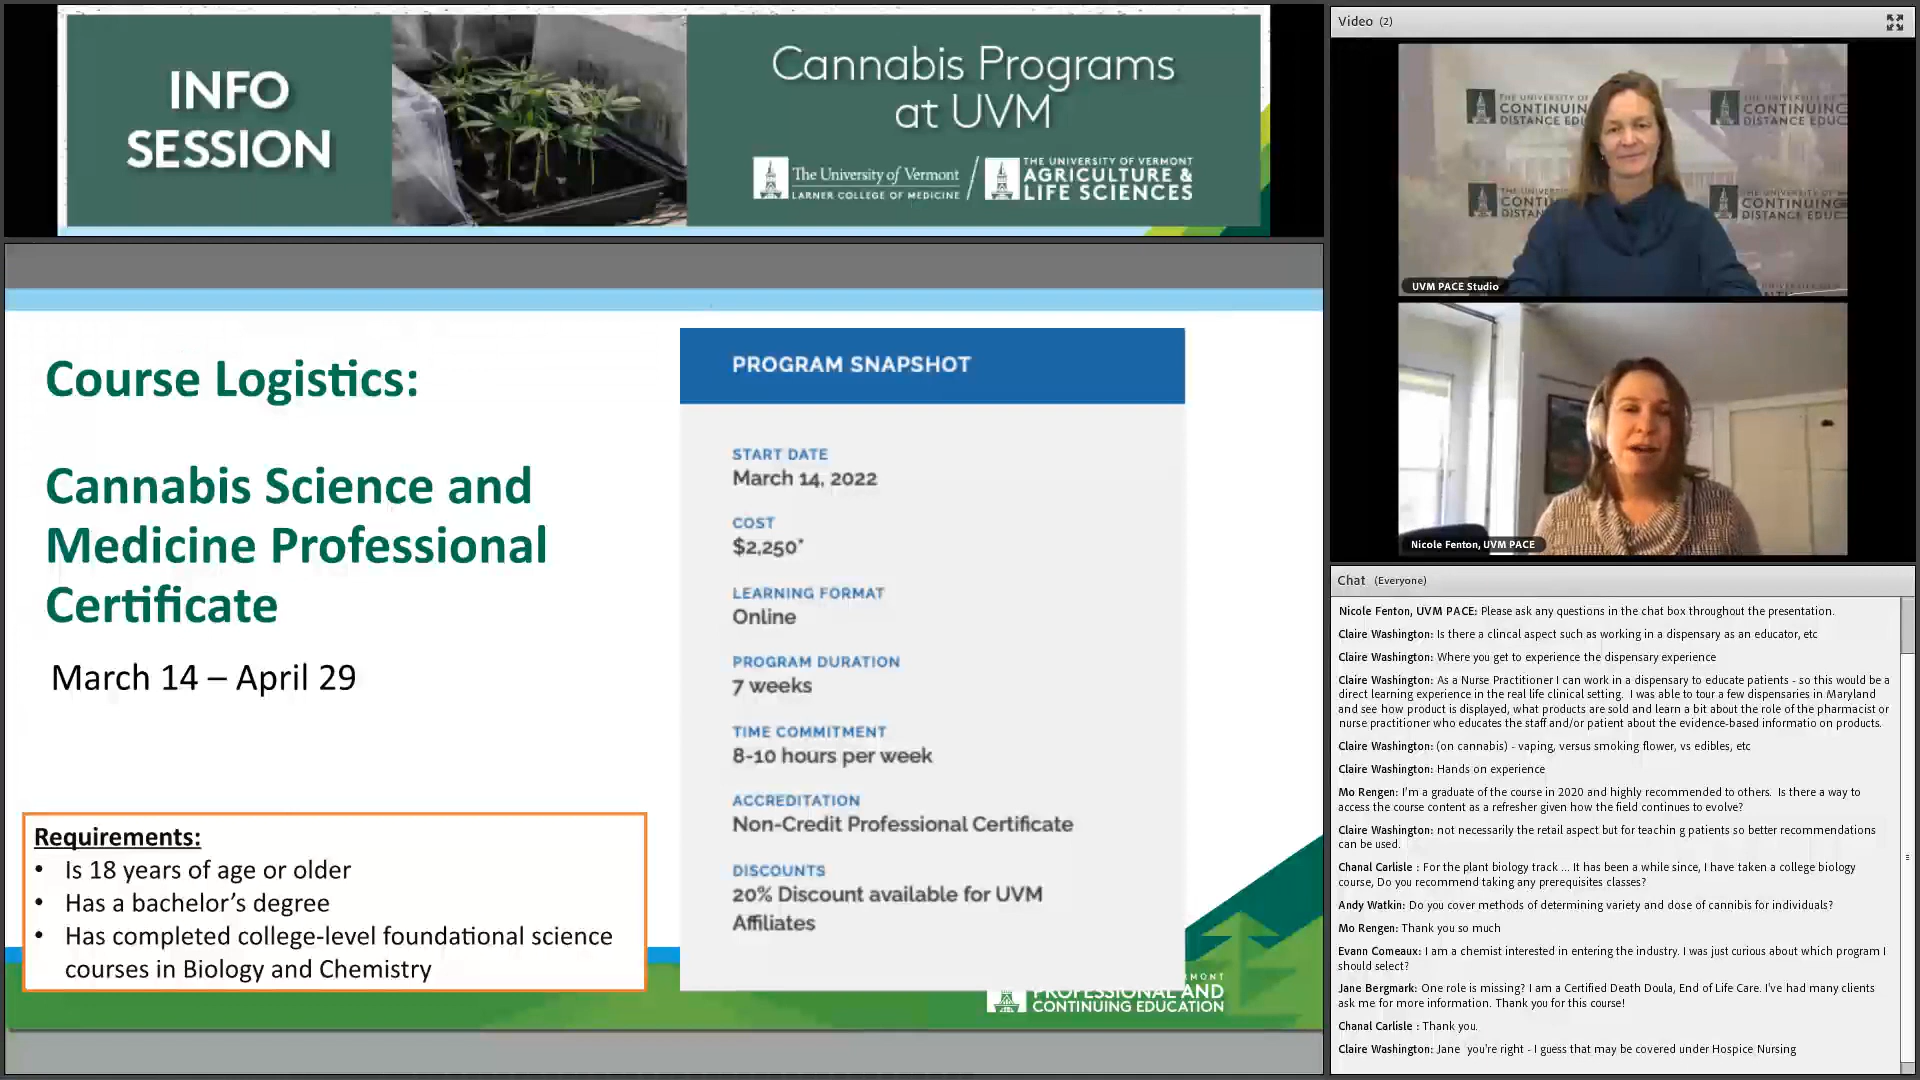 INFO
SESSION
Cannabis Programs
at UVM
The University of Vermont
LARNER COLLEGE OF MEDICINE
THE UNIVERSITY OF VERMONT
AGRICULTURE &
LIFE SCIENCES
Course Logistics:
Cannabis Science and
Medicine Professional
Certificate
March 14 – April 29
Requirements:
• Is 18 years of age or older
• Has a bachelor's degree
• Has completed college-level foundational science
courses in Biology and Chemistry
PROGRAM SNAPSHOT
START DATE
March 14, 2022
COST
$2,250*
LEARNING FORMAT
Online
PROGRAM DURATION
7 weeks
TIME COMMITMENT
8-10 hours per week
ACCREDITATION
Non-Credit Professional Certificate
DISCOUNTS
20% Discount available for UVM
Affiliates
PROFESSIONAL AND
CONTINUING EDUCATION
Video (2)
THE UNIVERSITY OF
CONTINUIN
DISTANCE EDU
CONTINUING
DISTANCE EDUC
UVM PACE Studio
Nicole Fenton, UVM PACE
Chat (Everyone)
Nicole Fenton, UVM PACE: Please ask any questions in the chat box throughout the presentation.
Claire Washington: Is there a clincal aspect such as working in a dispensary as an educator, etc
Claire Washington: Where you get to experience the dispensary experience
Claire Washington: As a Nurse Practitioner I can work in a dispensary to educate patients - so this would be a
direct learning experience in the real life clinical setting. I was able to tour a few dispensaries in Maryland
and see how product is displayed, what products are sold and learn a bit about the role of the pharmacist or
nurse practitioner who educates the staff and/or patient about the evidence-based informatio on products.
Claire Washington: (on cannabis) - vaping, versus smoking flower, vs edibles, etc
Claire Washington: Hands on experience
Mo Rengen: I'm a graduate of the course in 2020 and highly recommended to others. Is there a way to
access the course content as a refresher given how the field continues to evolve?
Claire Washington: not necessarily the retail aspect but for teachin g patients so better recommendations
can be used.
Chanal Carlisle : For the plant biology track ... It has been a while since, I have taken a college biology
course, Do you recommend taking any prerequisites classes?
Andy Watkin: Do you cover methods of determining variety and dose of cannibis for individuals?
Mo Rengen: Thank you so much
Evann Comeaux: I am a chemist interested in entering the industry. I was just curious about which program I
should select?
Jane Bergmark: One role is missing? I am a Certified Death Doula, End of Life Care. I've had many clients
ask me for more information. Thank you for this course!
Chanal Carlisle : Thank you.
Claire Washington: Jane you're right - I guess that may be covered under Hospice Nursing